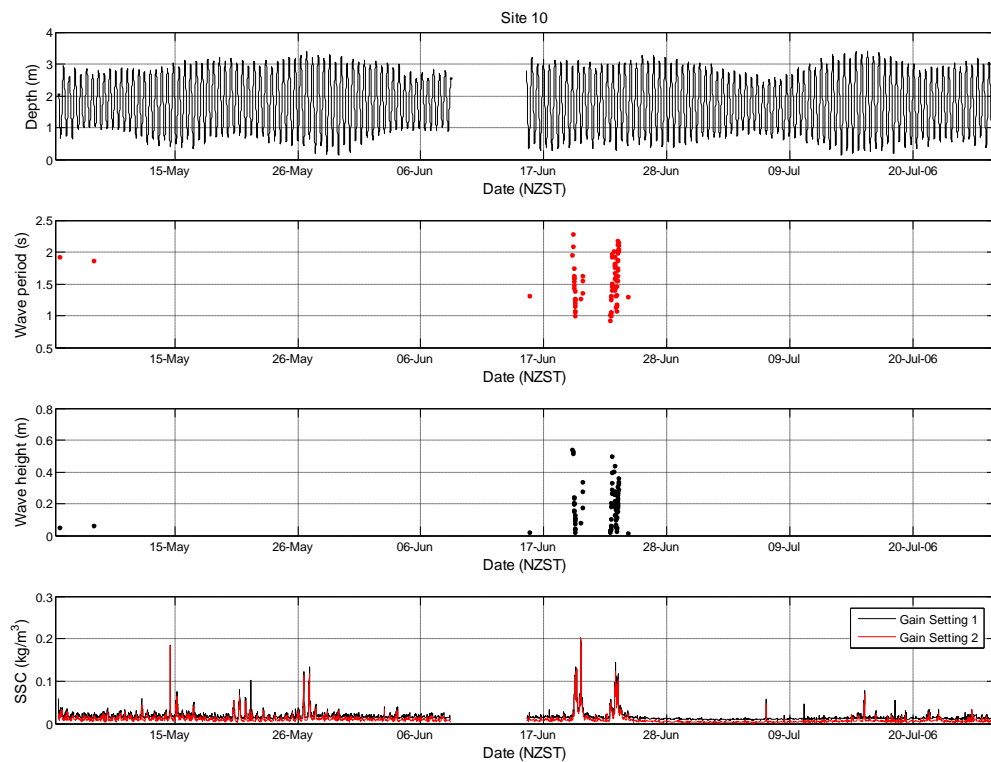 Site 10
4
3
2
1
0
Depth (m)
15-May 26-May 06-Jun 17-Jun 28-Jun 09-Jul 20-Jul-06
Date (NZST)
2.5
2
1.5
1
0.5
Wave period (s)
15-May 26-May 06-Jun 17-Jun 28-Jun 09-Jul 20-Jul-06
Date (NZST)
0.8
0.6
0.4
0.2
0
Wave height (m)
15-May 26-May 06-Jun 17-Jun 28-Jun 09-Jul 20-Jul-06
Date (NZST)
0.3
0.2
0.1
0
SSC (kg/m³)
Gain Setting 1
Gain Setting 2
15-May 26-May 06-Jun 17-Jun 28-Jun 09-Jul 20-Jul-06
Date (NZST)